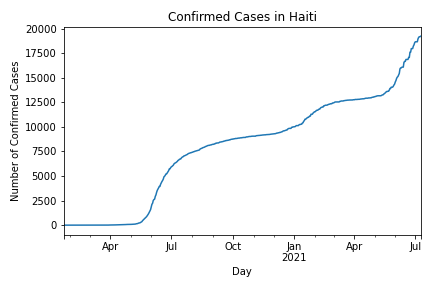 Confirmed Cases in Haiti
20000
17500
15000
12500
10000
7500
5000
2500
0
Number of Confirmed Cases
Apr Jul Oct Jan Apr Jul
2021
Day